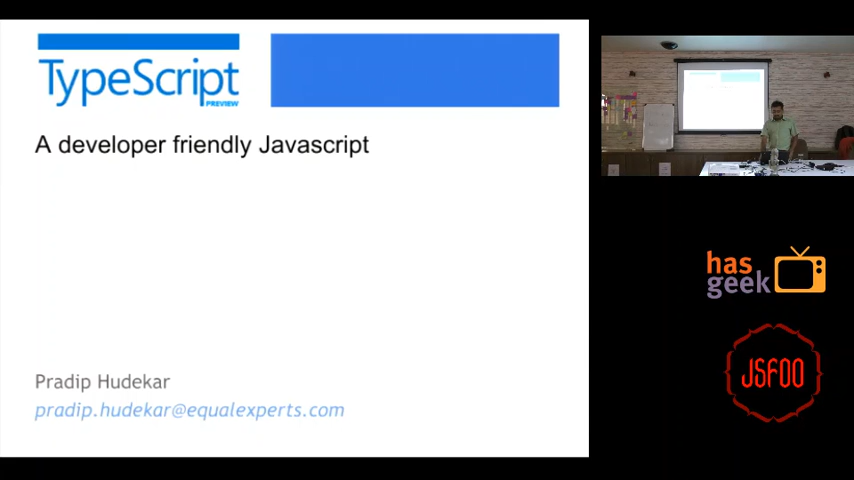 TypeScript
PREVIEW
A developer friendly Javascript
Pradip Hudekar
pradip.hudekar@equalexperts.com
has
geek
JSFOO